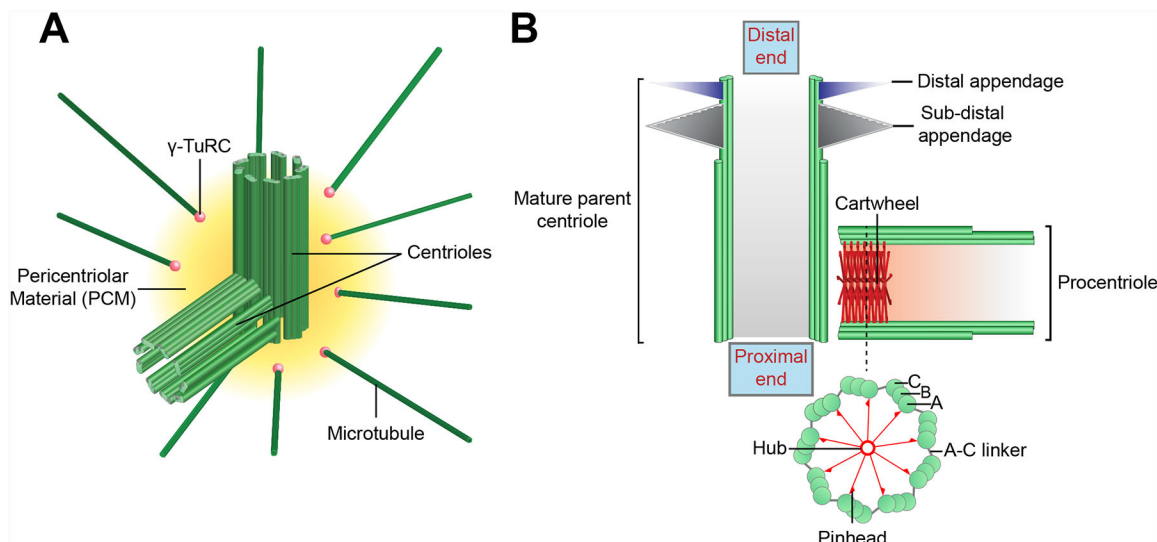 A
γ-TuRC
Centrioles
Pericentriolar
Material (PCM)
Microtubule
B
Distal
end
Distal appendage
Sub-distal
appendage
Mature parent
centriole
Cartwheel
Procentriole
Proximal
end
C
B
A
Hub
A-C linker
Pinhead